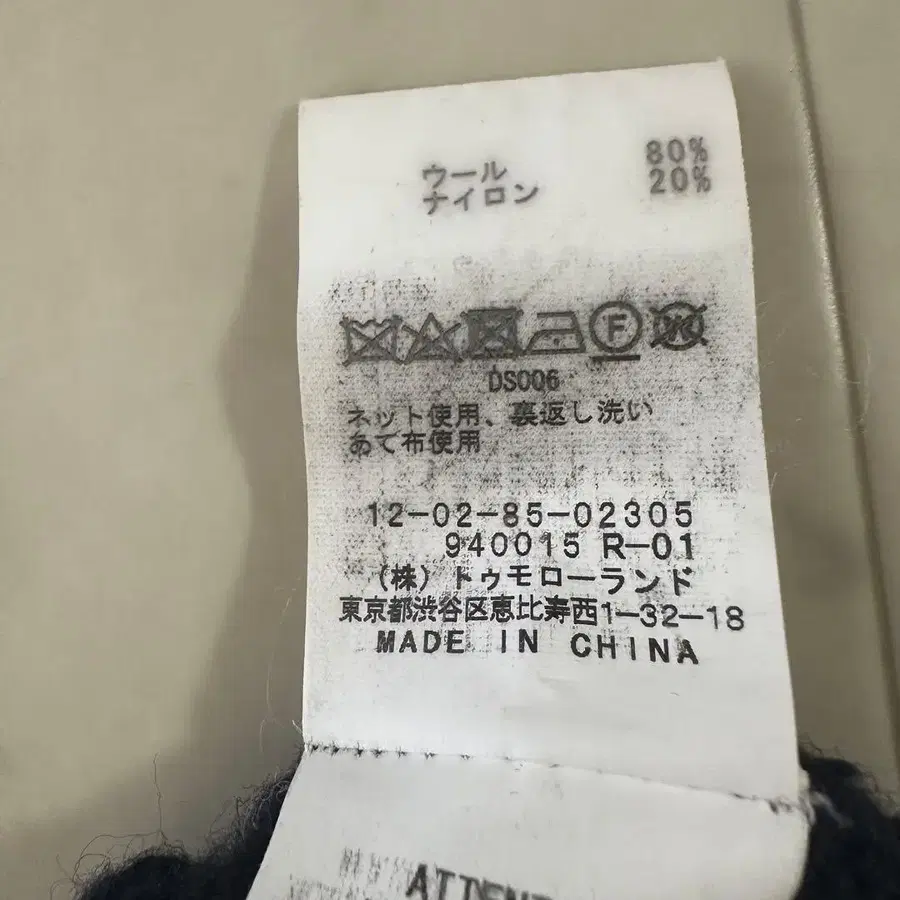 ウール 80%
ナイロン 20%
F
W
DS006
ネット使用、裏返し洗い
あて布使用
12-02-85-02305
940015 R-01
(株)トゥモローランド
東京都渋谷区恵比寿西1-32-18
MADE IN CHINA